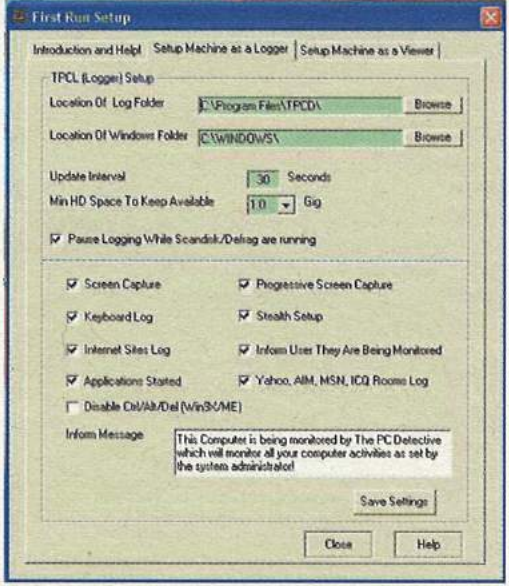 First Run Setup
Introduction and Help! Setup Machine as a Logger Setup Machine as a Viewer
TPCL (Logger) Setup
Location Of Log Folder C:\Program Files\TPCD\ Browse
Location Of Windows Folder C:\WINDOWS\ Browse
Update Interval 30 Seconds
Min HD Space To Keep Available 1.0 Gig
Pause Logging While Scandisk/Defrag are running
Screen Capture Progressive Screen Capture
Keyboard Log Stealth Setup
Internet Sites Log Inform User They Are Being Monitored
Applications Started Yahoo, AIM, MSN, ICQ Rooms Log
Disable Ctrl/Alt/Del (Win9X/ME)
Inform Message This Computer is being monitored by The PC Detective
which will monitor all your computer activities as set by
the system administrator!
Save Settings
Close Help